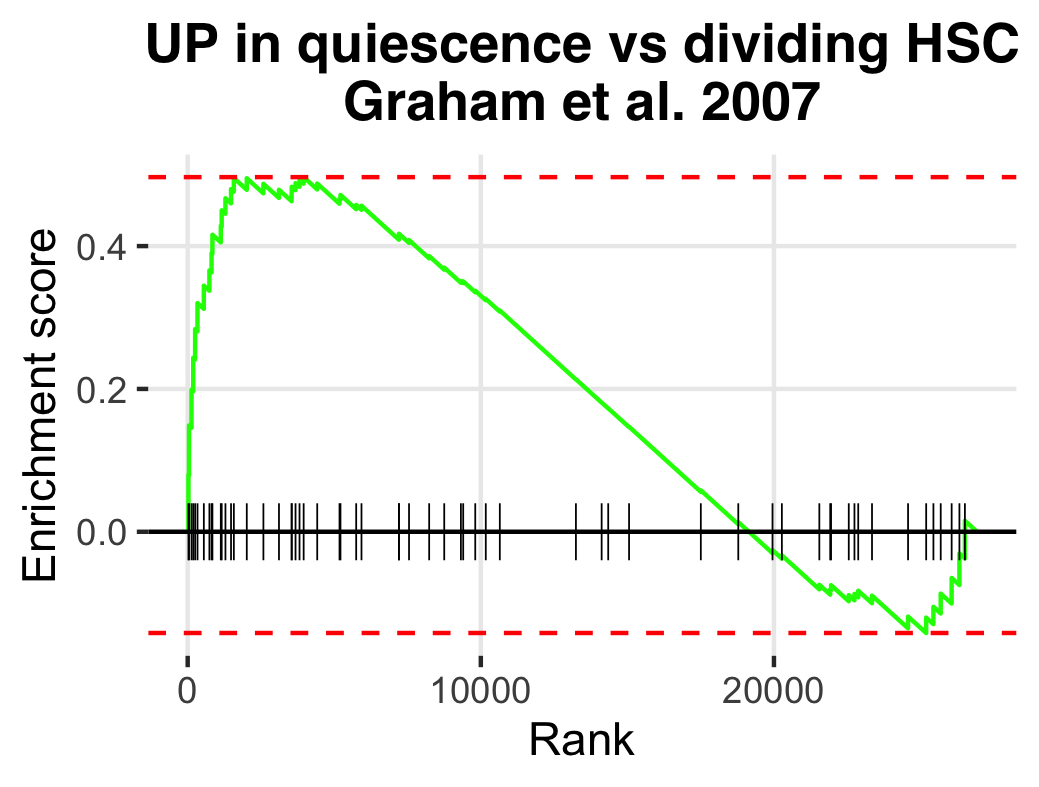 UP in quiescence vs dividing HSC
Graham et al. 2007
Enrichment score
0.4
0.2
0.0
0 10000 20000
Rank